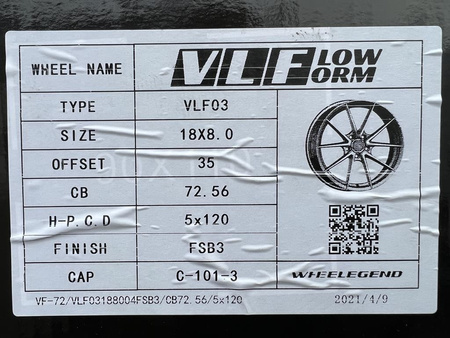 WHEEL NAME VLF LOW FORM
TYPE VLF03
SIZE 18X8.0
OFFSET 35
CB 72.56
H-P.C.D 5x120
FINISH FSB3
CAP C-101-3 WHEELEGEND
VF-72/VLF03188004FSB3/CB72.56/5x120 2021/4/9